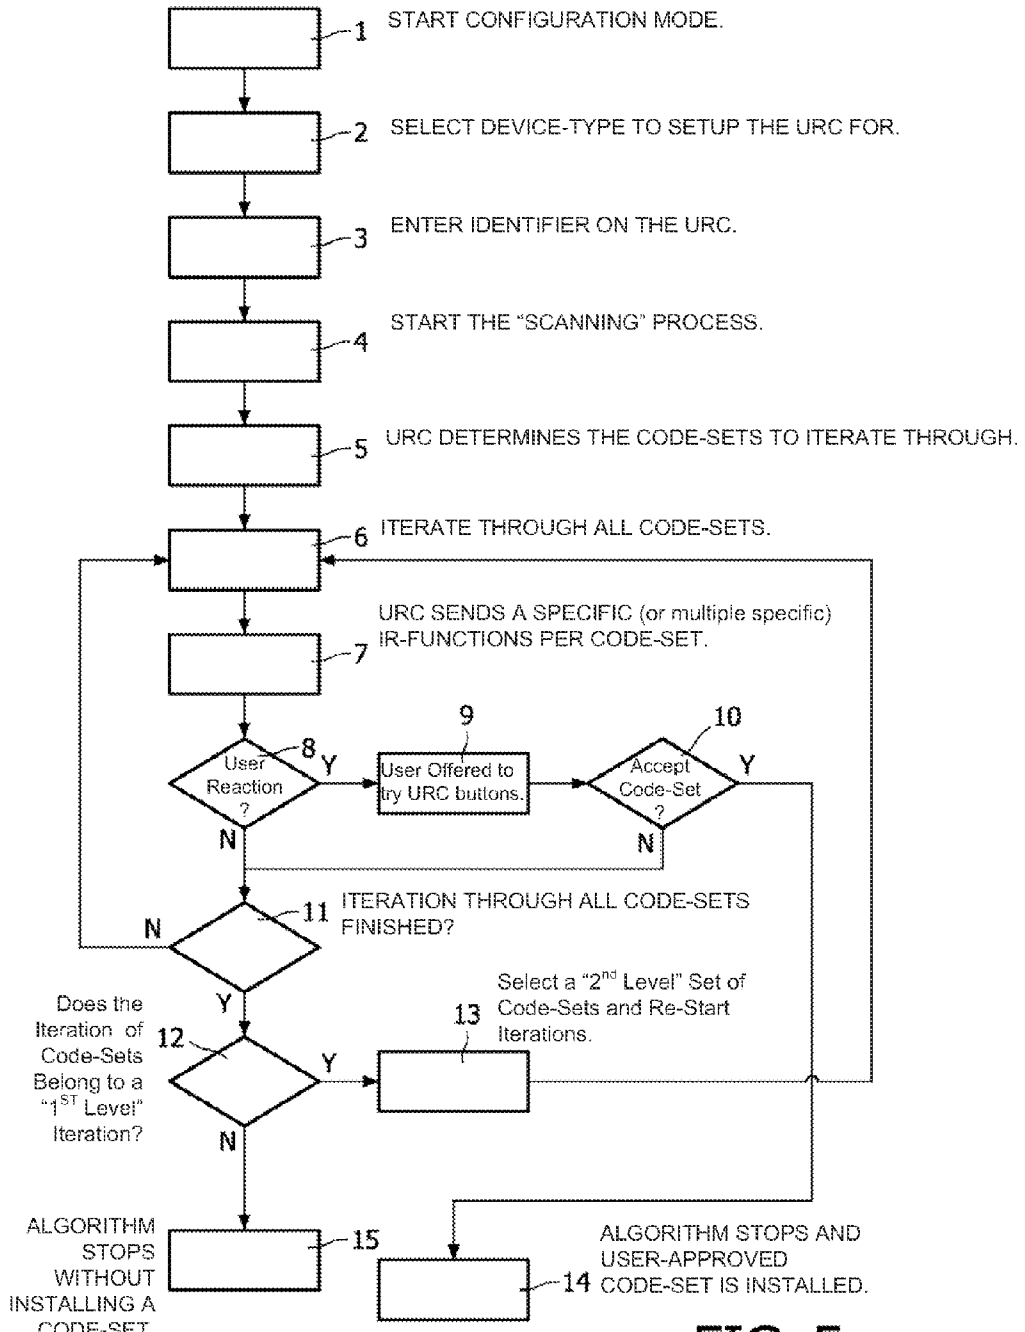 1 START CONFIGURATION MODE.
2 SELECT DEVICE-TYPE TO SETUP THE URC FOR.
3 ENTER IDENTIFIER ON THE URC.
4 START THE “SCANNING” PROCESS.
5 URC DETERMINES THE CODE-SETS TO ITERATE THROUGH.
6 ITERATE THROUGH ALL CODE-SETS.
URC SENDS A SPECIFIC (or multiple specific)
7 IR-FUNCTIONS PER CODE-SET.
8
User
Reaction
?
Y
N
9
User Offered to
try URC buttons.
10
Accept
Code-Set
?
Y
N
11 ITERATION THROUGH ALL CODE-SETS
FINISHED?
N
Y
Does the
Iteration of
Code-Sets
Belong to a
“1ST Level”
Iteration?
12
Y
N
13
Select a “2nd Level” Set of
Code-Sets and Re-Start
Iterations.
ALGORITHM
STOPS
WITHOUT
INSTALLING A
CODE-SET.
15
14
ALGORITHM STOPS AND
USER-APPROVED
CODE-SET IS INSTALLED.